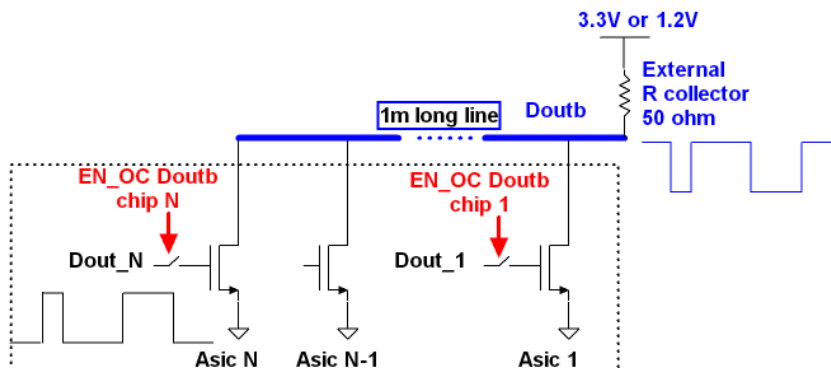 3.3V or 1.2V
External
R collector
50 ohm
1m long line
Doutb
EN_OC Doutb
chip N
EN_OC Doutb
chip 1
Dout_N
Dout_1
Asic N
Asic N-1
Asic 1